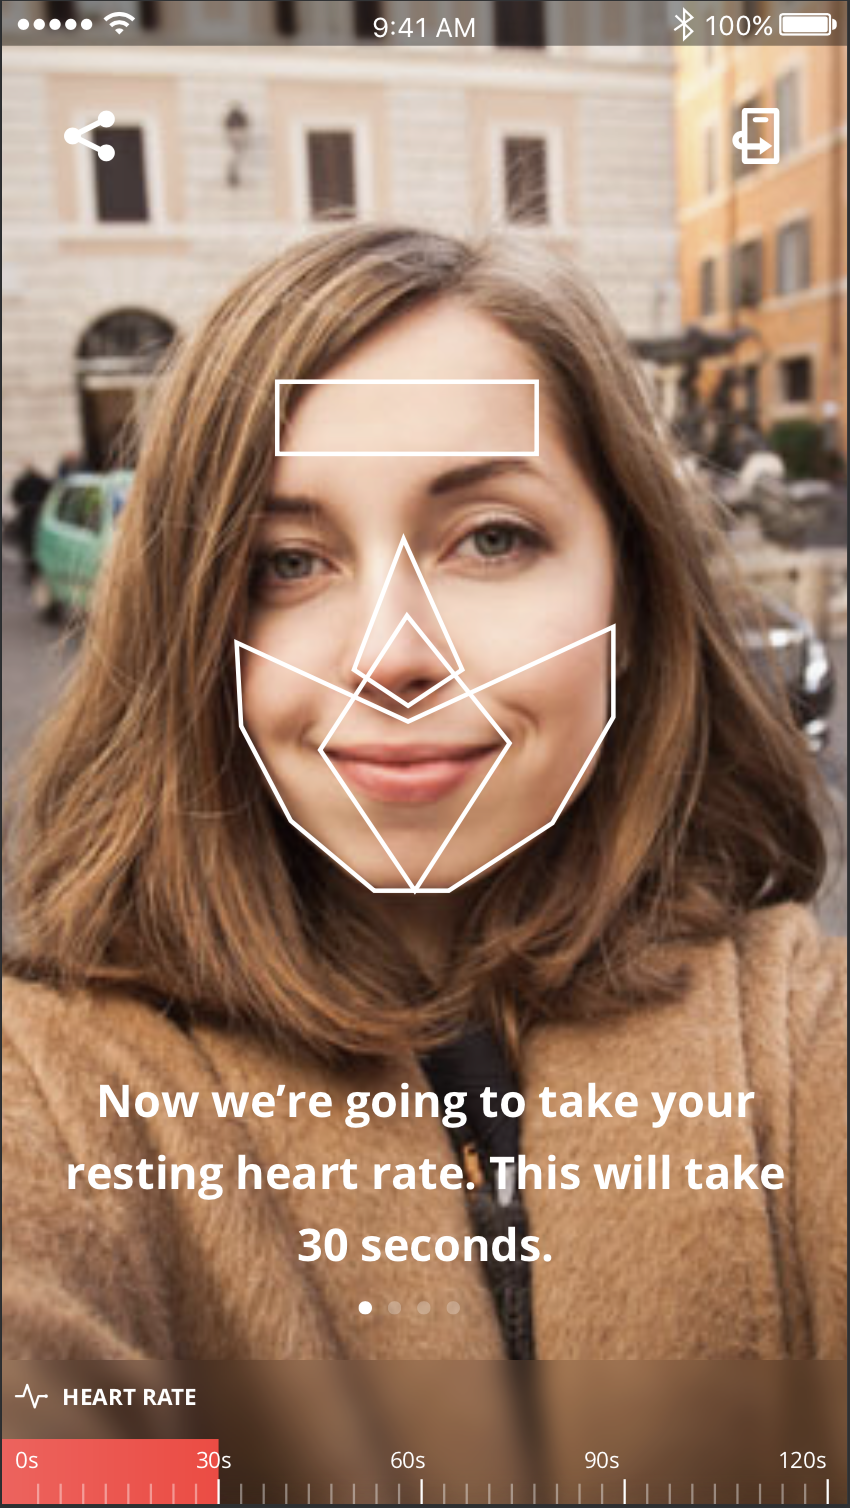 9:41 AM
100%
Now we’re going to take your
resting heart rate. This will take
30 seconds.
HEART RATE
0s 30s 60s 90s 120s